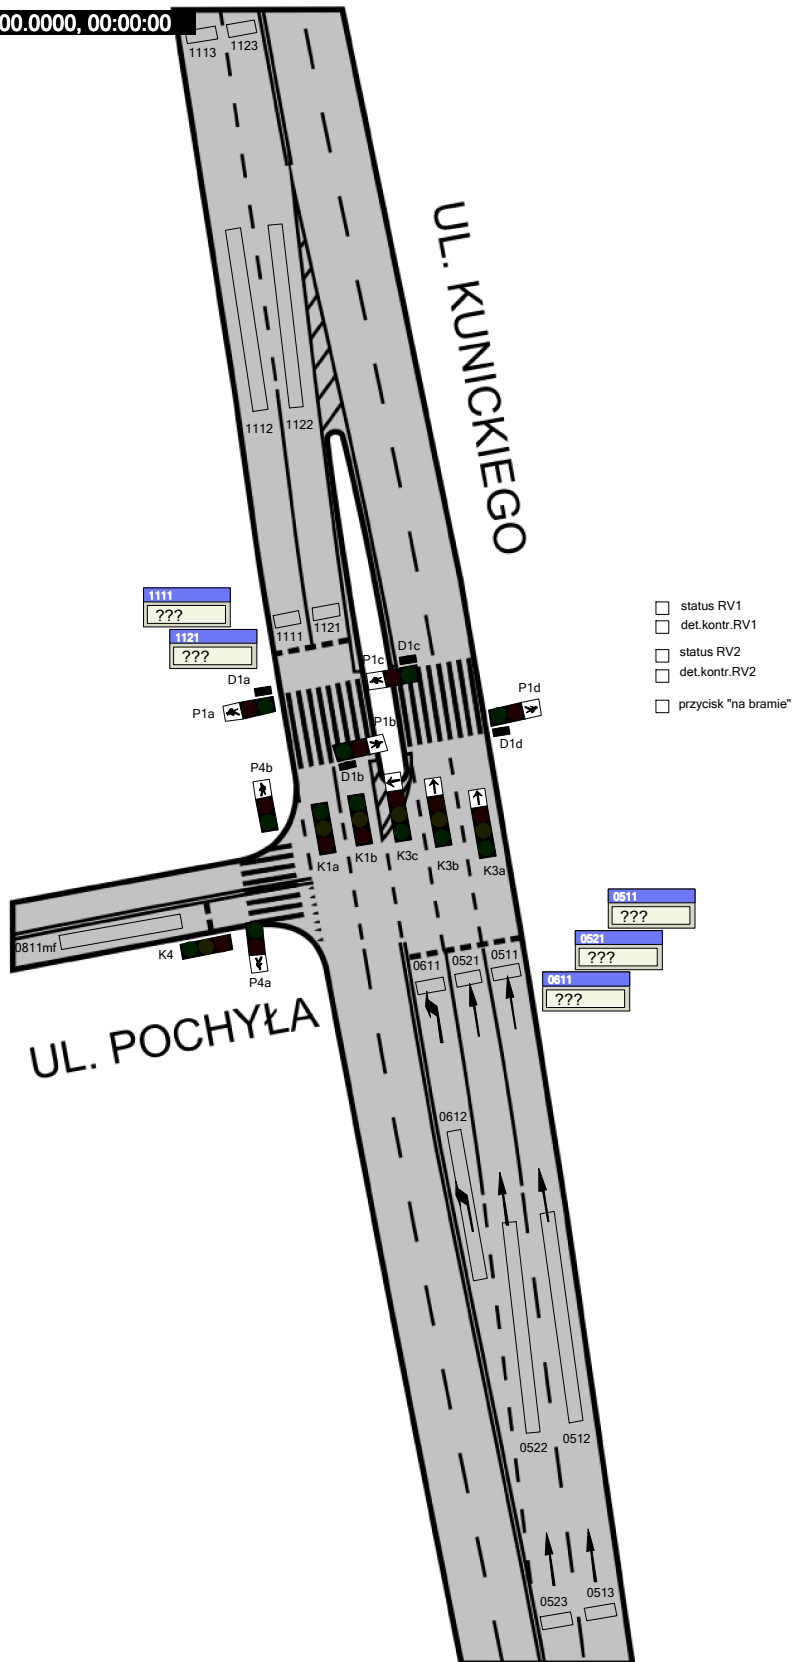 00.0000, 00:00:00
1113
1123
UL. KUNICKIEGO
1112
1122
1111
???
1121
???
1111
1121
status RV1
det.kontr.RV1
status RV2
det.kontr.RV2
przycisk "na bramie"
P1c
D1c
D1a
P1a
P1d
D1d
P1b
D1b
P4b
K1a
K1b
K3c
K3b
K3a
0811mf
K4
P4a
0611
0521
0511
0511
???
0521
???
0611
???
UL. POCHYŁA
0612
0522
0512
0523
0513